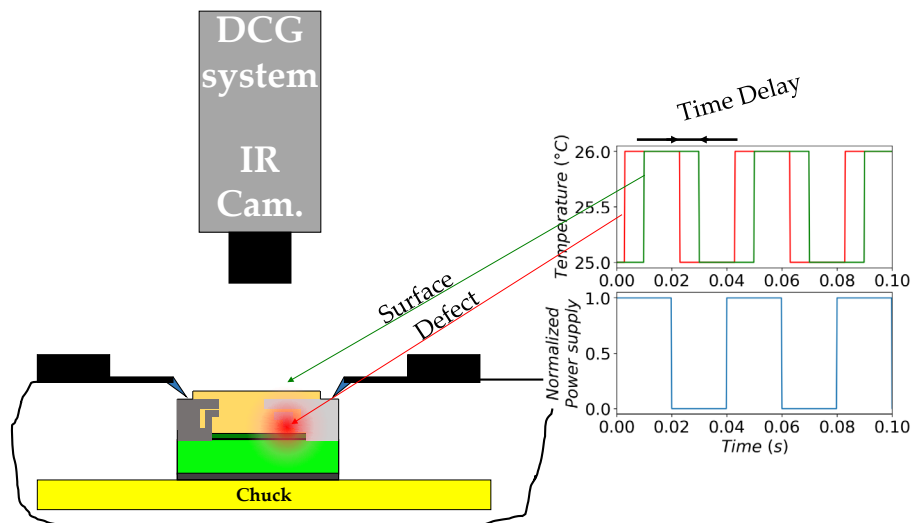 DCG
system
IR
Cam.
Time Delay
Surface
Defect
Chuck
Temperature (°C)
26.0
25.5
25.0
0.00 0.02 0.04 0.06 0.08 0.10
Normalized
Power supply
1.0
0.5
0.0
0.00 0.02 0.04 0.06 0.08 0.10
Time (s)